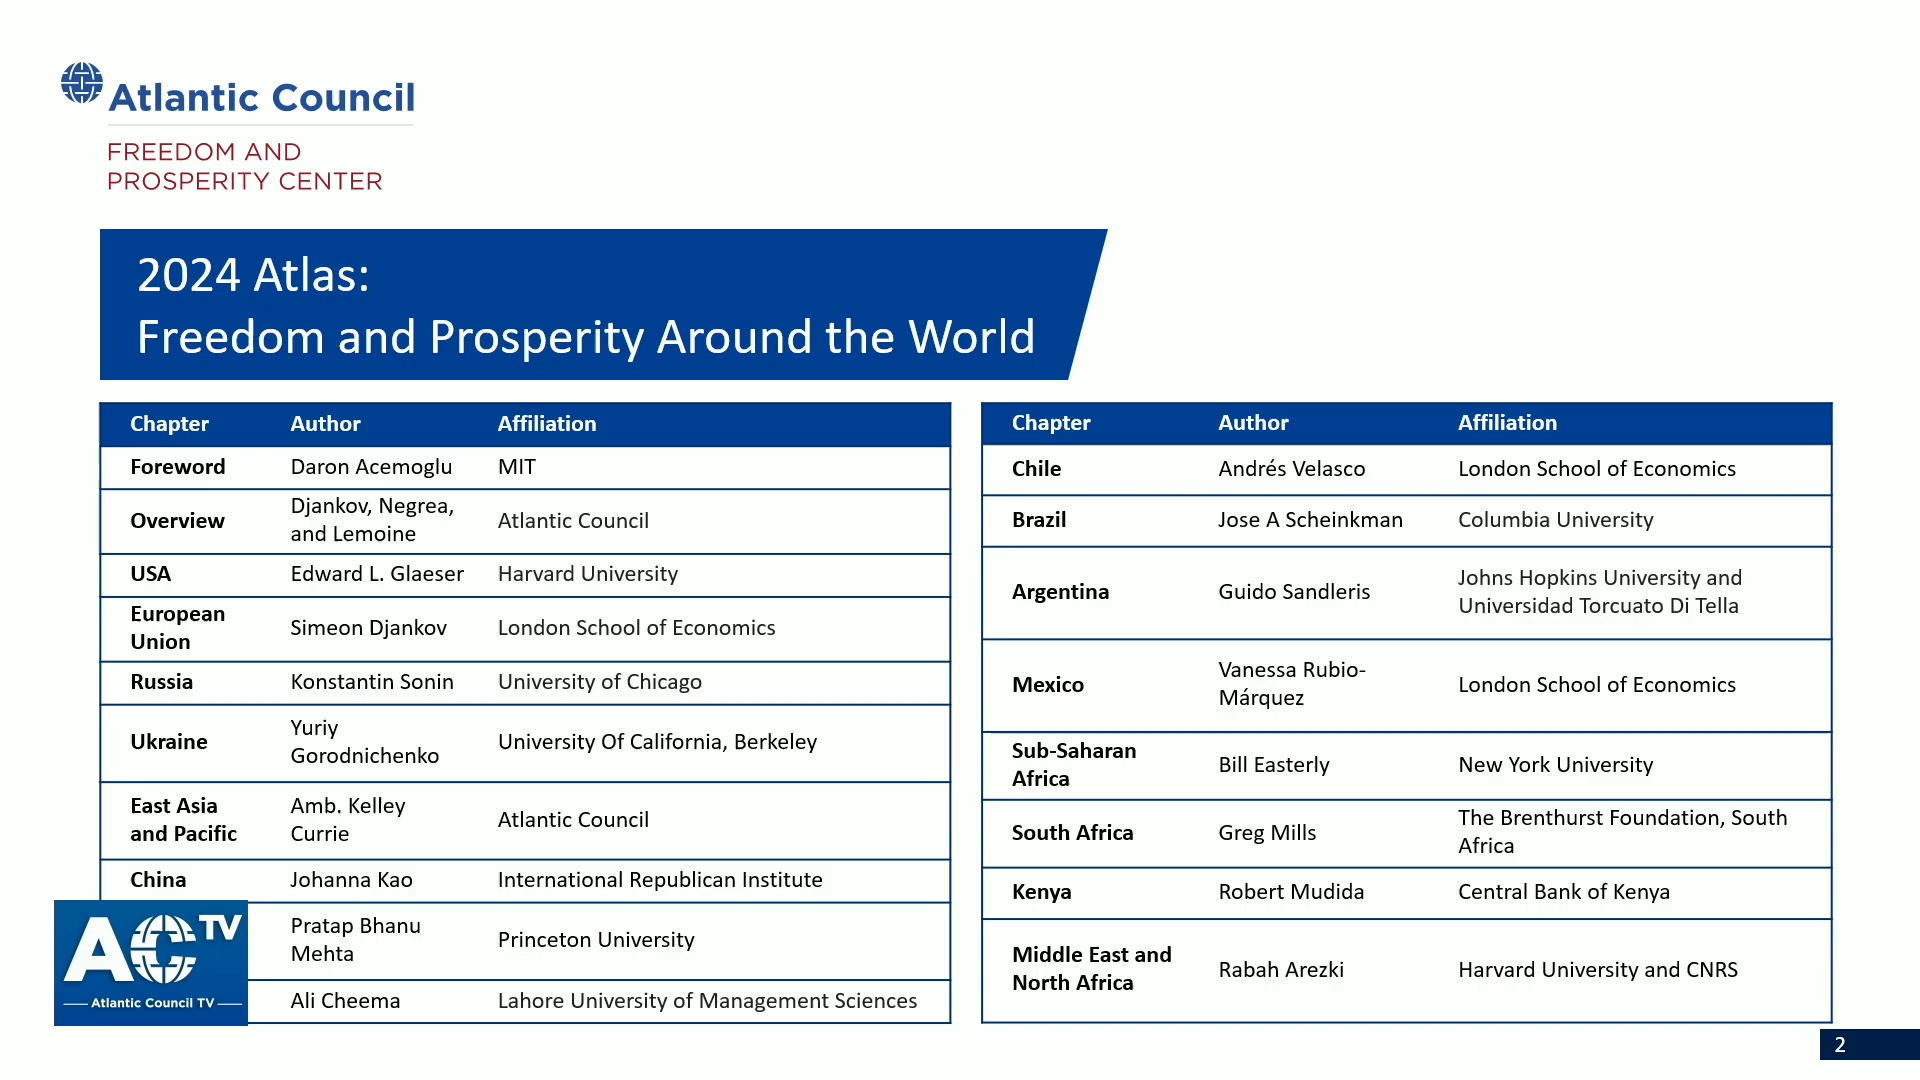 Atlantic Council
FREEDOM AND
PROSPERITY CENTER
2024 Atlas:
Freedom and Prosperity Around the World
Chapter Author Affiliation
Foreword Daron Acemoglu MIT
Overview Djankov, Negrea, and Lemoine Atlantic Council
USA Edward L. Glaeser Harvard University
European Union Simeon Djankov London School of Economics
Russia Konstantin Sonin University of Chicago
Ukraine Yuriy Gorodnichenko University Of California, Berkeley
East Asia and Pacific Amb. Kelley Currie Atlantic Council
China Johanna Kao International Republican Institute
Pratap Bhanu Mehta Princeton University
Ali Cheema Lahore University of Management Sciences
Chapter Author Affiliation
Chile Andrés Velasco London School of Economics
Brazil Jose A Scheinkman Columbia University
Argentina Guido Sandleris Johns Hopkins University and Universidad Torcuato Di Tella
Mexico Vanessa Rubio-Márquez London School of Economics
Sub-Saharan Africa Bill Easterly New York University
South Africa Greg Mills The Brenthurst Foundation, South Africa
Kenya Robert Mudida Central Bank of Kenya
Middle East and North Africa Rabah Arezki Harvard University and CNRS
AC TV
Atlantic Council TV
2